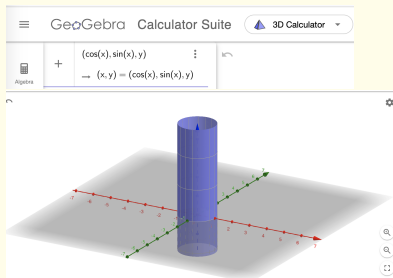 GeoGebra Calculator Suite 3D Calculator
(cos(x), sin(x), y)
→ (x, y) = (cos(x), sin(x), y)
Algebra